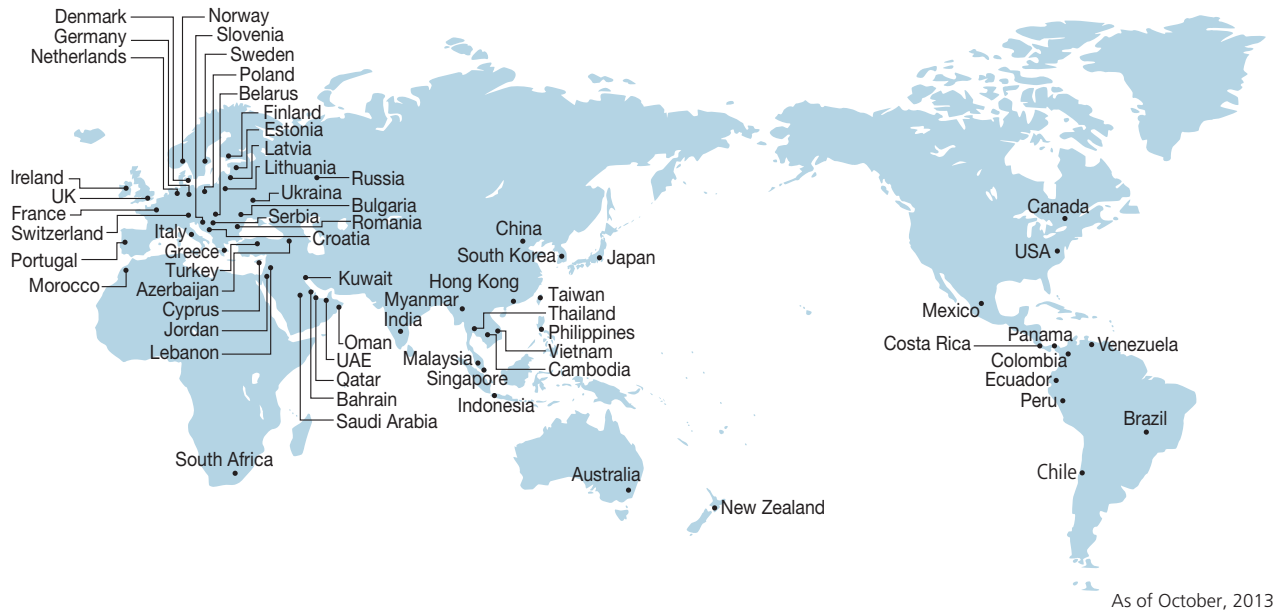 Denmark
Norway
Germany
Slovenia
Netherlands
Sweden
Poland
Belarus
Finland
Estonia
Latvia
Lithuania
Ireland
Russia
UK
Ukraina
France
Bulgaria
Switzerland
Italy
Serbia
Romania
Croatia
Portugal
Greece
Turkey
Morocco
Azerbaijan
Cyprus
Jordan
Lebanon
Kuwait
Oman
UAE
Qatar
Bahrain
Saudi Arabia
South Africa
China
South Korea
Japan
Hong Kong
Myanmar
Taiwan
India
Thailand
Philippines
Vietnam
Malaysia
Cambodia
Singapore
Indonesia
Australia
New Zealand
Canada
USA
Mexico
Costa Rica
Panama
Venezuela
Colombia
Ecuador
Peru
Brazil
Chile
As of October, 2013